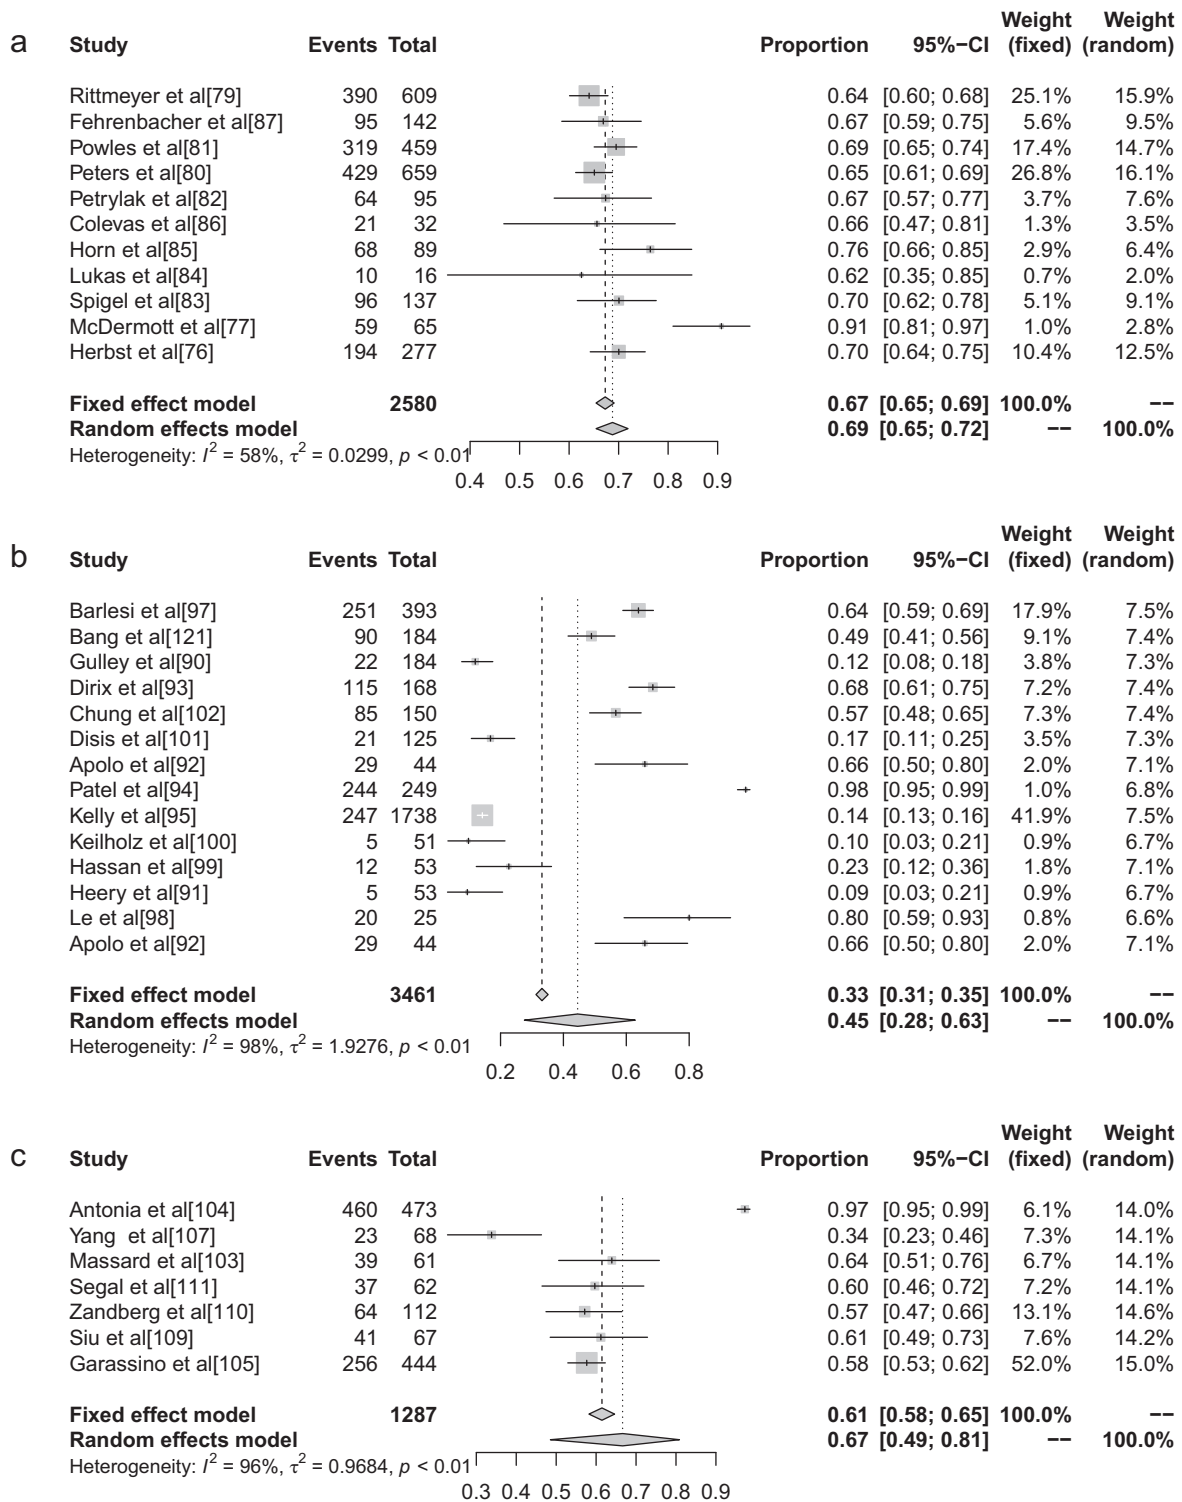 Weight Weight
a Study Events Total Proportion 95%−CI (fixed) (random)
Rittmeyer et al[79] 390 609 0.64 [0.60; 0.68] 25.1% 15.9%
Fehrenbacher et al[87] 95 142 0.67 [0.59; 0.75] 5.6% 9.5%
Powles et al[81] 319 459 0.69 [0.65; 0.74] 17.4% 14.7%
Peters et al[80] 429 659 0.65 [0.61; 0.69] 26.8% 16.1%
Petrylak et al[82] 64 95 0.67 [0.57; 0.77] 3.7% 7.6%
Colevas et al[86] 21 32 0.66 [0.47; 0.81] 1.3% 3.5%
Horn et al[85] 68 89 0.76 [0.66; 0.85] 2.9% 6.4%
Lukas et al[84] 10 16 0.62 [0.35; 0.85] 0.7% 2.0%
Spigel et al[83] 96 137 0.70 [0.62; 0.78] 5.1% 9.1%
McDermott et al[77] 59 65 0.91 [0.81; 0.97] 1.0% 2.8%
Herbst et al[76] 194 277 0.70 [0.64; 0.75] 10.4% 12.5%
Fixed effect model 2580 0.67 [0.65; 0.69] 100.0% −−
Random effects model 0.69 [0.65; 0.72] −− 100.0%
Heterogeneity: I² = 58%, τ² = 0.0299, p < 0.01
0.4 0.5 0.6 0.7 0.8 0.9
Weight Weight
b Study Events Total Proportion 95%−CI (fixed) (random)
Barlesi et al[97] 251 393 0.64 [0.59; 0.69] 17.9% 7.5%
Bang et al[121] 90 184 0.49 [0.41; 0.56] 9.1% 7.4%
Gulley et al[90] 22 184 0.12 [0.08; 0.18] 3.8% 7.3%
Dirix et al[93] 115 168 0.68 [0.61; 0.75] 7.2% 7.4%
Chung et al[102] 85 150 0.57 [0.48; 0.65] 7.3% 7.4%
Disis et al[101] 21 125 0.17 [0.11; 0.25] 3.5% 7.3%
Apolo et al[92] 29 44 0.66 [0.50; 0.80] 2.0% 7.1%
Patel et al[94] 244 249 0.98 [0.95; 0.99] 1.0% 6.8%
Kelly et al[95] 247 1738 0.14 [0.13; 0.16] 41.9% 7.5%
Keilholz et al[100] 5 51 0.10 [0.03; 0.21] 0.9% 6.7%
Hassan et al[99] 12 53 0.23 [0.12; 0.36] 1.8% 7.1%
Heery et al[91] 5 53 0.09 [0.03; 0.21] 0.9% 6.7%
Le et al[98] 20 25 0.80 [0.59; 0.93] 0.8% 6.6%
Apolo et al[92] 29 44 0.66 [0.50; 0.80] 2.0% 7.1%
Fixed effect model 3461 0.33 [0.31; 0.35] 100.0% −−
Random effects model 0.45 [0.28; 0.63] −− 100.0%
Heterogeneity: I² = 98%, τ² = 1.9276, p < 0.01
0.2 0.4 0.6 0.8
Weight Weight
c Study Events Total Proportion 95%−CI (fixed) (random)
Antonia et al[104] 460 473 0.97 [0.95; 0.99] 6.1% 14.0%
Yang et al[107] 23 68 0.34 [0.23; 0.46] 7.3% 14.1%
Massard et al[103] 39 61 0.64 [0.51; 0.76] 6.7% 14.1%
Segal et al[111] 37 62 0.60 [0.46; 0.72] 7.2% 14.1%
Zandberg et al[110] 64 112 0.57 [0.47; 0.66] 13.1% 14.6%
Siu et al[109] 41 67 0.61 [0.49; 0.73] 7.6% 14.2%
Garassino et al[105] 256 444 0.58 [0.53; 0.62] 52.0% 15.0%
Fixed effect model 1287 0.61 [0.58; 0.65] 100.0% −−
Random effects model 0.67 [0.49; 0.81] −− 100.0%
Heterogeneity: I² = 96%, τ² = 0.9684, p < 0.01
0.3 0.4 0.5 0.6 0.7 0.8 0.9